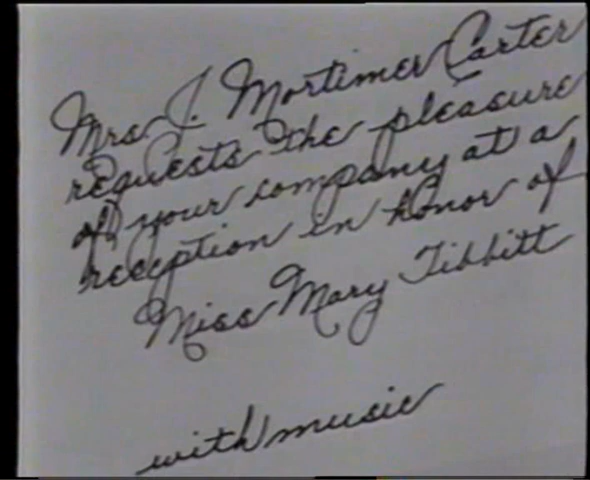 Mrs. J. Mortimer Carter
requests the pleasure
of your company at a
reception in honor of
Miss Mary Tibbitt
with music